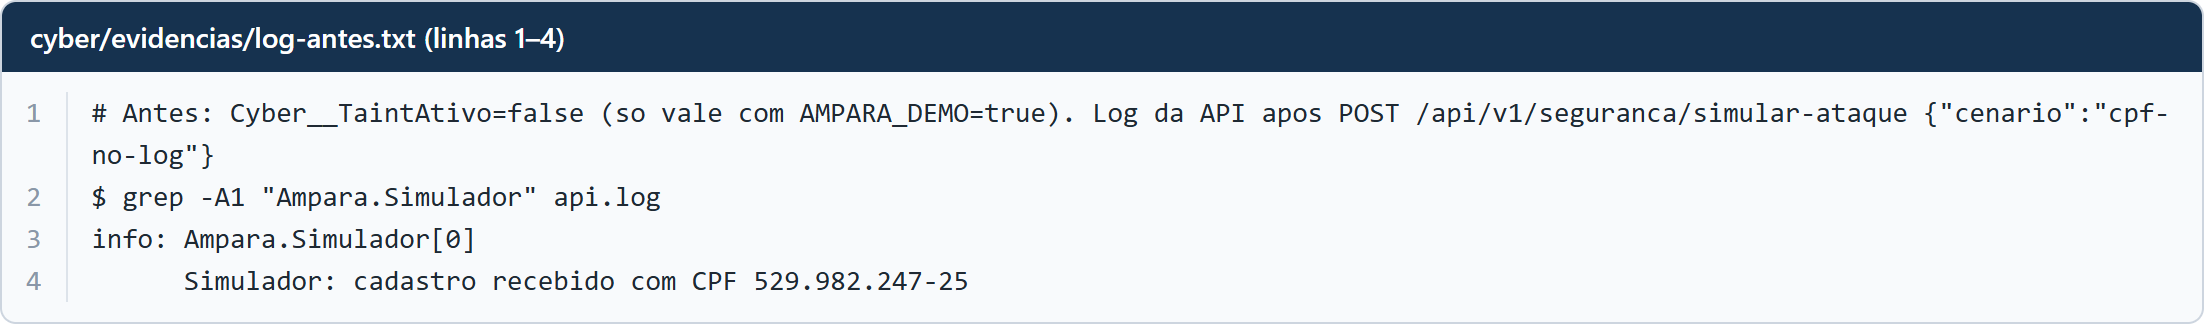 cyber/evidencias/log-antes.txt (linhas 1–4)
1 # Antes: Cyber__TaintAtivo=false (so vale com AMPARA_DEMO=true). Log da API apos POST /api/v1/seguranca/simular-ataque {"cenario":"cpf-
no-log"}
2 $ grep -A1 "Ampara.Simulador" api.log
3 info: Ampara.Simulador[0]
4       Simulador: cadastro recebido com CPF 529.982.247-25